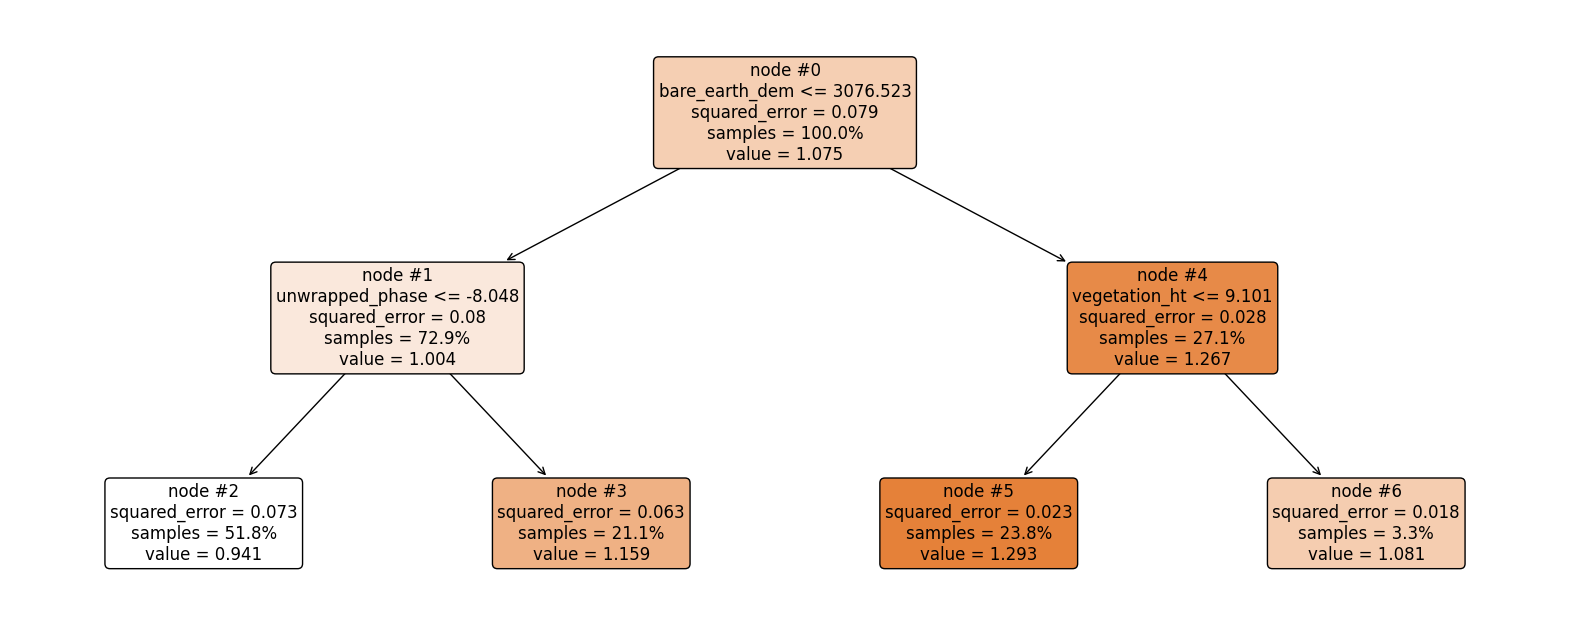 node #0
bare_earth_dem <= 3076.523
squared_error = 0.079
samples = 100.0%
value = 1.075
node #1
unwrapped_phase <= -8.048
squared_error = 0.08
samples = 72.9%
value = 1.004
node #4
vegetation_ht <= 9.101
squared_error = 0.028
samples = 27.1%
value = 1.267
node #2
squared_error = 0.073
samples = 51.8%
value = 0.941
node #3
squared_error = 0.063
samples = 21.1%
value = 1.159
node #5
squared_error = 0.023
samples = 23.8%
value = 1.293
node #6
squared_error = 0.018
samples = 3.3%
value = 1.081